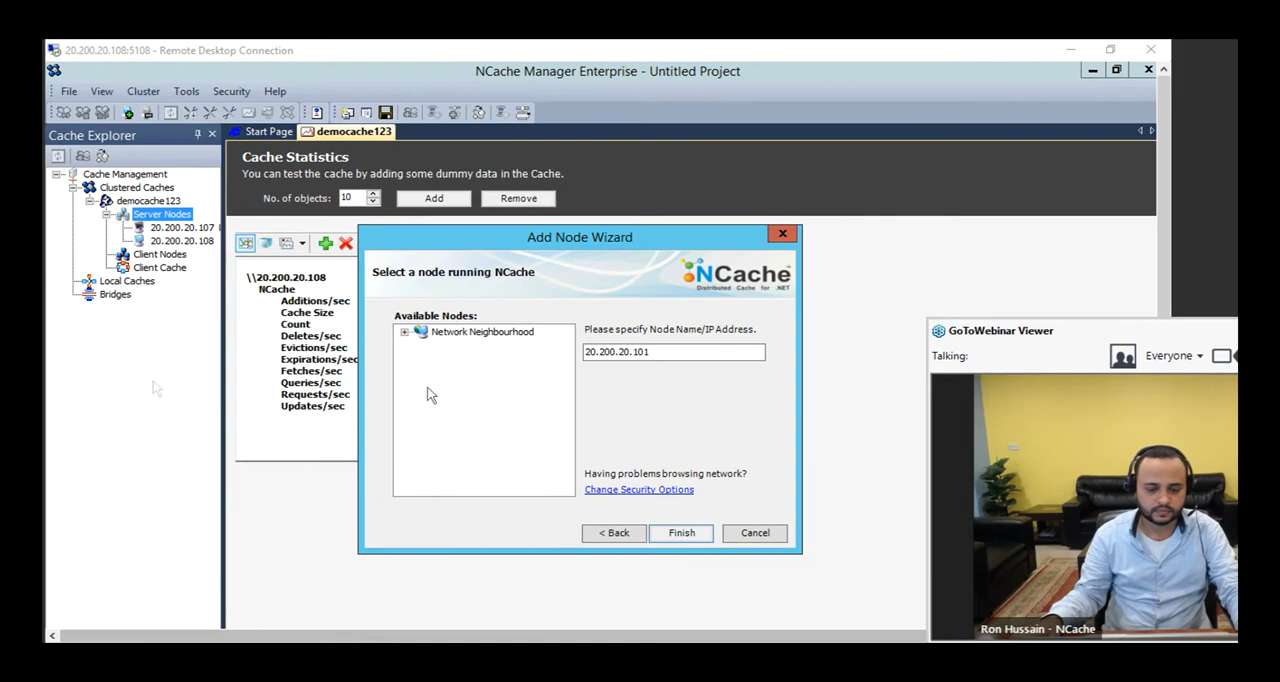 20.200.20.108:5108 - Remote Desktop Connection
NCache Manager Enterprise - Untitled Project
File View Cluster Tools Security Help
Cache Explorer
Start Page democache123
Cache Statistics
You can test the cache by adding some dummy data in the Cache.
No. of objects: 10 Add Remove
Cache Management
Clustered Caches
democache123
Server Nodes
20.200.20.107
20.200.20.108
Client Nodes
Client Cache
Local Caches
Bridges
\\20.200.20.108
NCache
Additions/sec
Cache Size
Count
Deletes/sec
Evictions/sec
Expirations/sec
Fetches/sec
Queries/sec
Requests/sec
Updates/sec
Add Node Wizard
Select a node running NCache
NCache
Distributed Cache for .NET
Available Nodes:
Network Neighbourhood
Please specify Node Name/IP Address.
20.200.20.101
Having problems browsing network?
Change Security Options
< Back Finish Cancel
GoToWebinar Viewer
Talking: Everyone
Ron Hussain - NCache